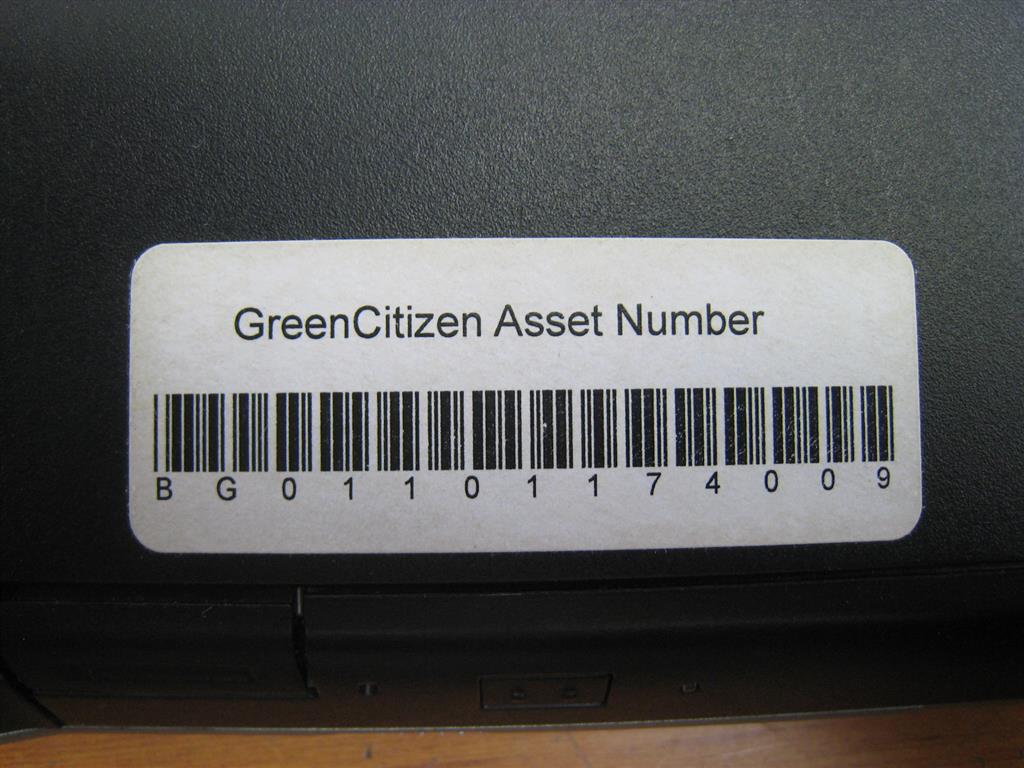 GreenCitizen Asset Number
B G 0 1 1 0 1 1 7 4 0 0 9